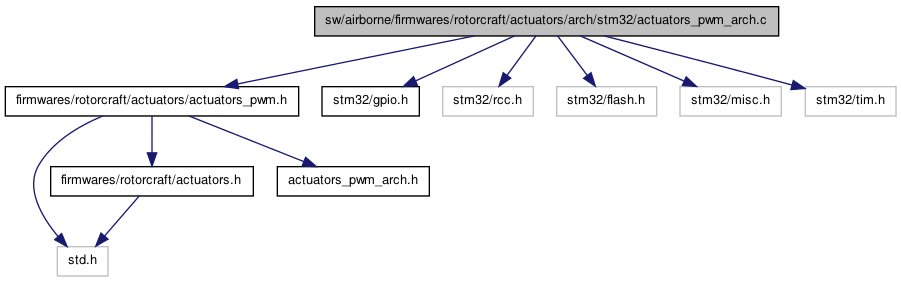 sw/airborne/firmwares/rotorcraft/actuators/arch/stm32/actuators_pwm_arch.c
firmwares/rotorcraft/actuators/actuators_pwm.h
stm32/gpio.h
stm32/rcc.h
stm32/flash.h
stm32/misc.h
stm32/tim.h
firmwares/rotorcraft/actuators.h
actuators_pwm_arch.h
std.h